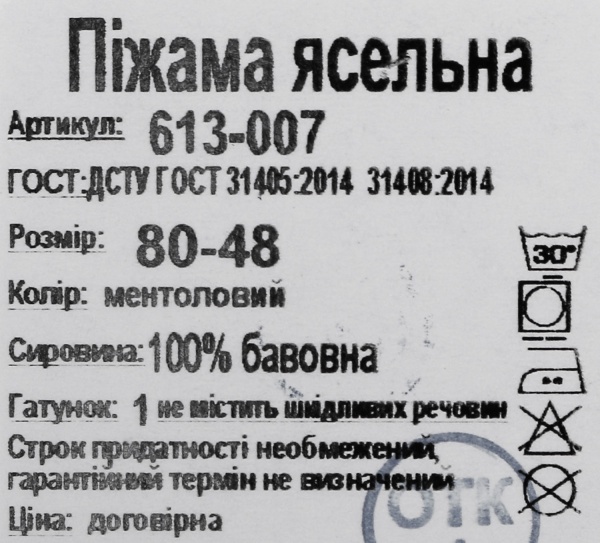 Піжама ясельна
Артикул: 613-007
ГОСТ:ДСТУ ГОСТ 31405:2014 31408:2014
Розмір: 80-48
30°
Колір: ментоловий
Сировина: 100% бавовна
Гатунок: 1 не містить шкідливих речовин
Строк придатності необмежений,
гарантійний термін не визначений
ОТК
Ціна: договірна